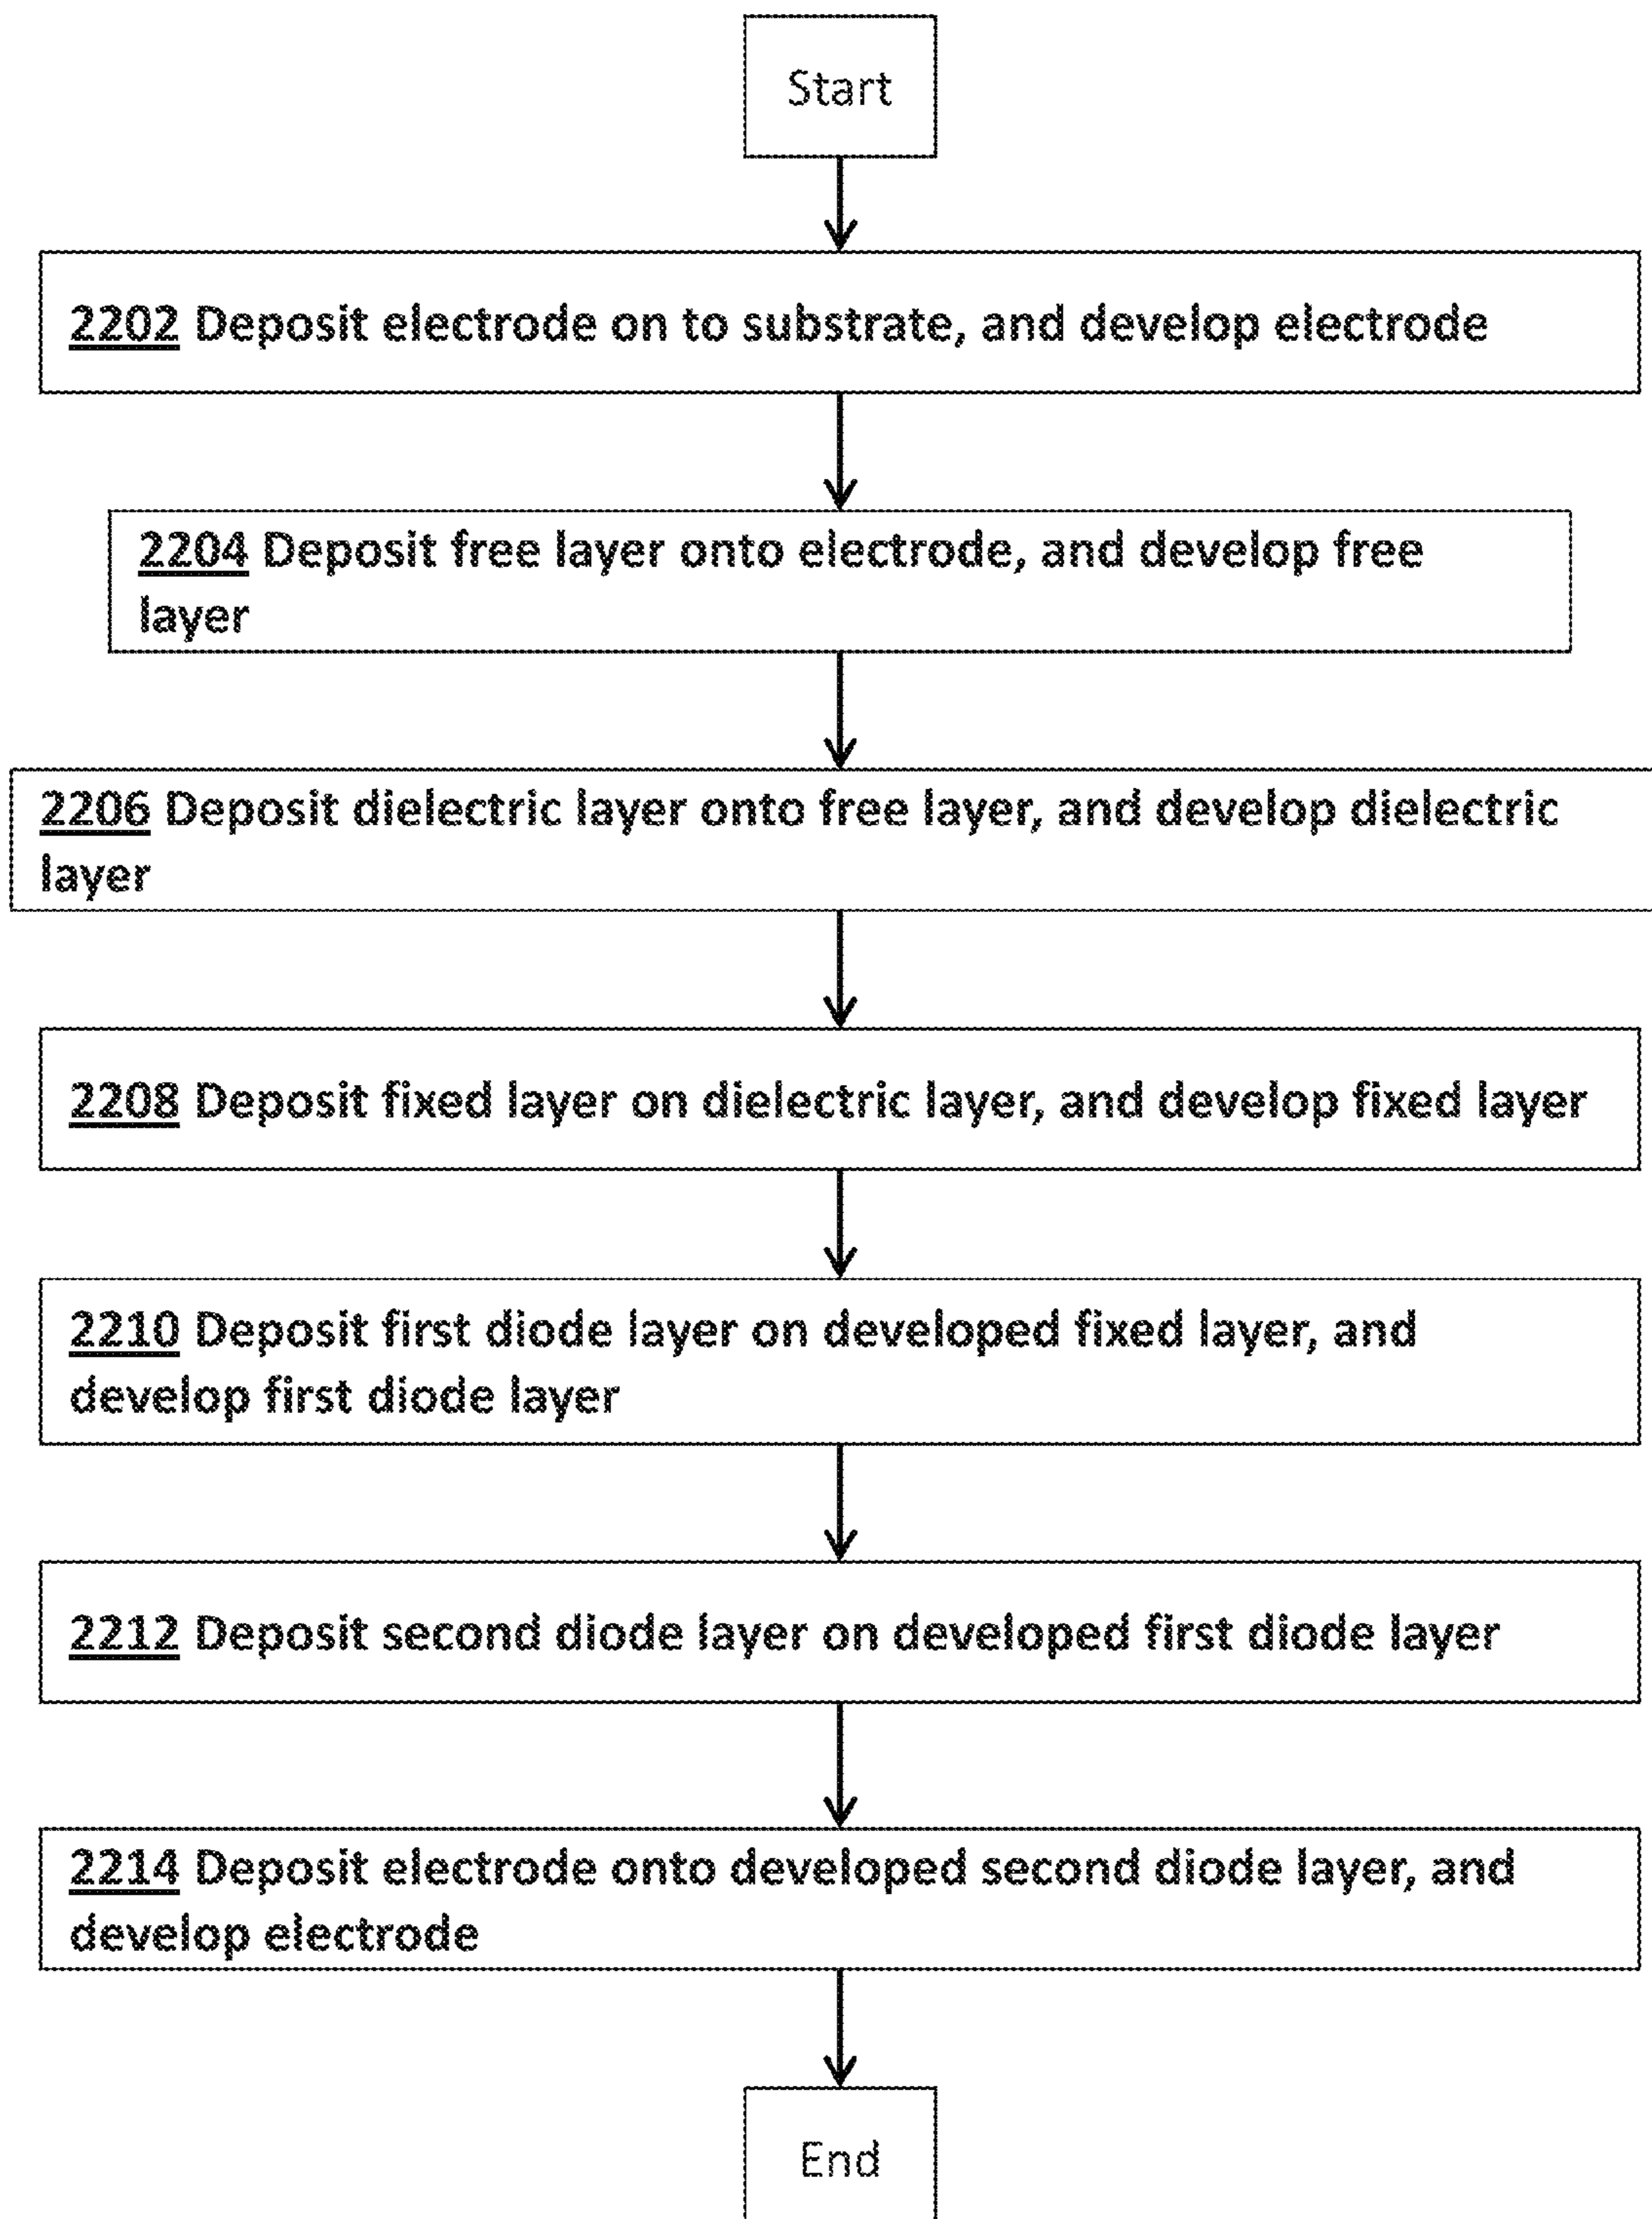 Start
2202 Deposit electrode on to substrate, and develop electrode
2204 Deposit free layer onto electrode, and develop free
layer
2206 Deposit dielectric layer onto free layer, and develop dielectric
layer
2208 Deposit fixed layer on dielectric layer, and develop fixed layer
2210 Deposit first diode layer on developed fixed layer, and
develop first diode layer
2212 Deposit second diode layer on developed first diode layer
2214 Deposit electrode onto developed second diode layer, and
develop electrode
End